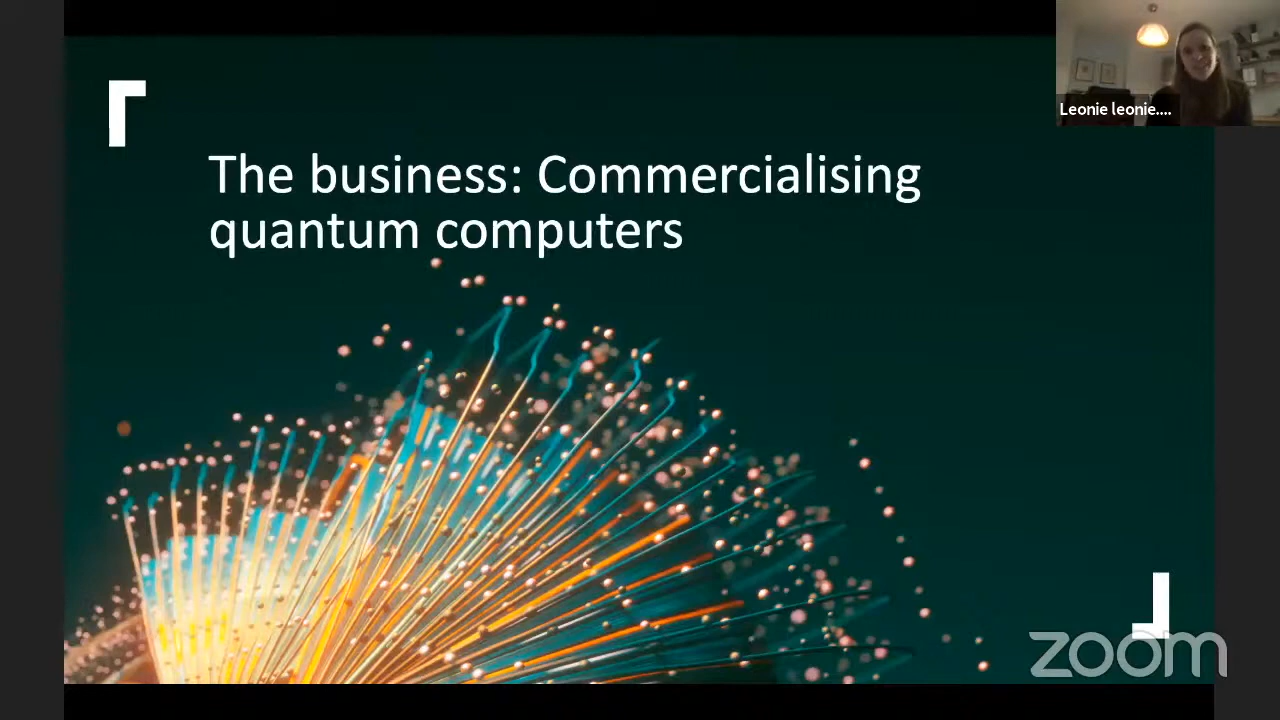 The business: Commercialising
quantum computers
Leonie leonie....
zoom